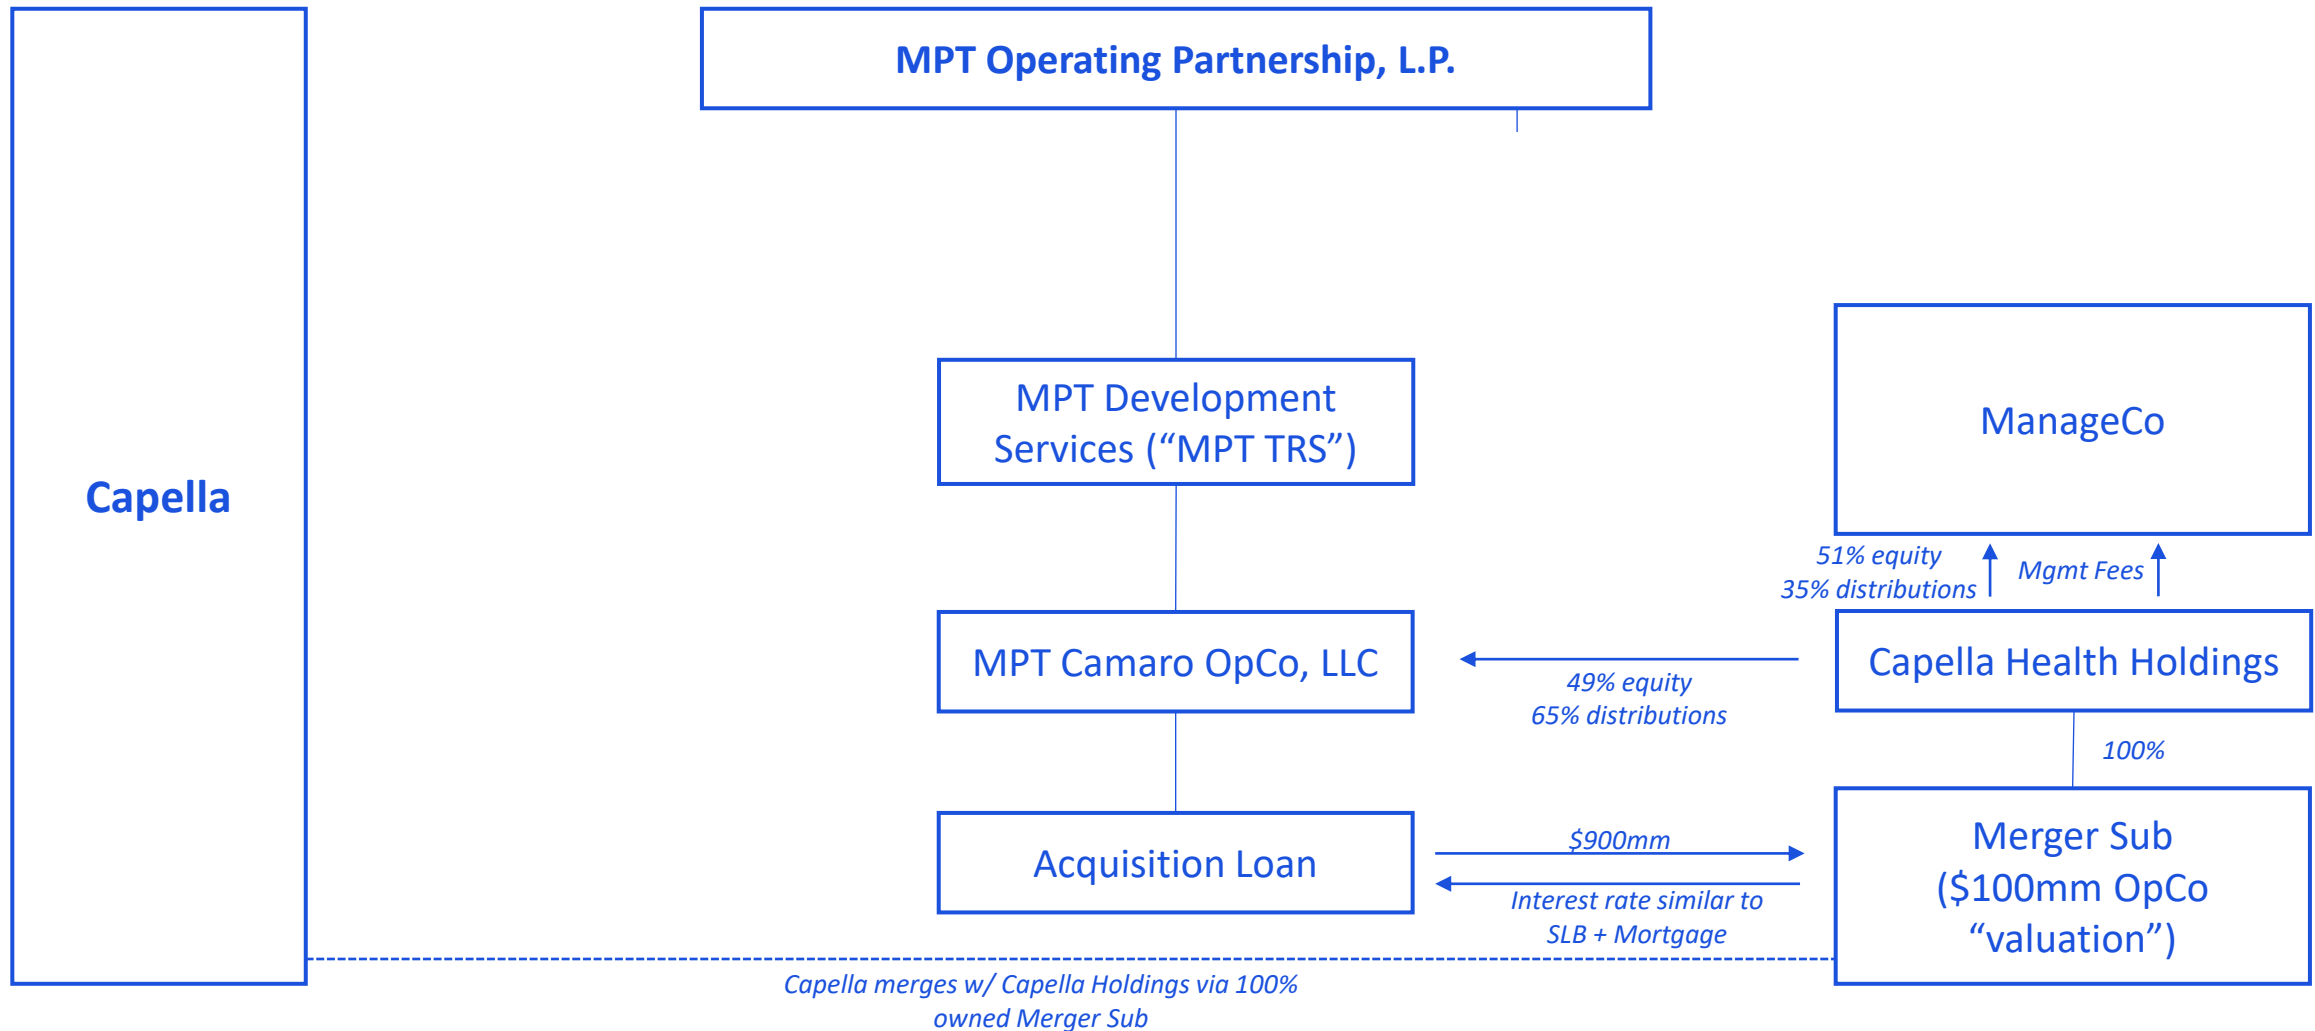 MPT Operating Partnership, L.P.
Capella
MPT Development
Services (“MPT TRS”)
ManageCo
51% equity
35% distributions
Mgmt Fees
MPT Camaro OpCo, LLC
49% equity
65% distributions
Capella Health Holdings
100%
Acquisition Loan
$900mm
Interest rate similar to
SLB + Mortgage
Merger Sub
($100mm OpCo
“valuation”)
Capella merges w/ Capella Holdings via 100%
owned Merger Sub